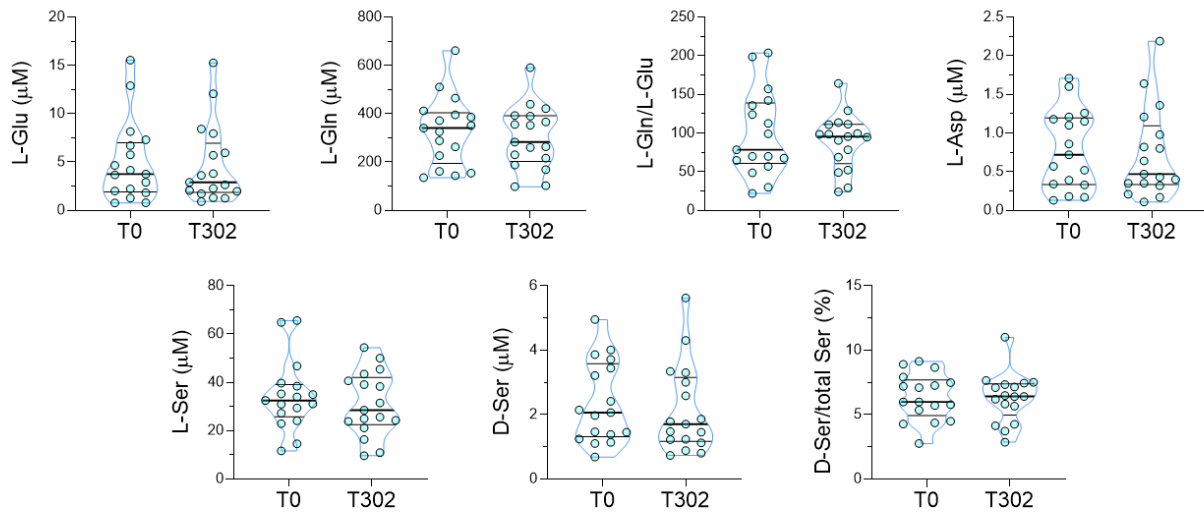 L-Glu (µM)
20
15
10
5
0
T0 T302
L-Gln (µM)
800
600
400
200
0
T0 T302
L-Gln/L-Glu
250
200
150
100
50
0
T0 T302
L-Asp (µM)
2.5
2.0
1.5
1.0
0.5
0.0
T0 T302
L-Ser (µM)
80
60
40
20
0
T0 T302
D-Ser (µM)
6
4
2
0
T0 T302
D-Ser/total Ser (%)
15
10
5
0
T0 T302